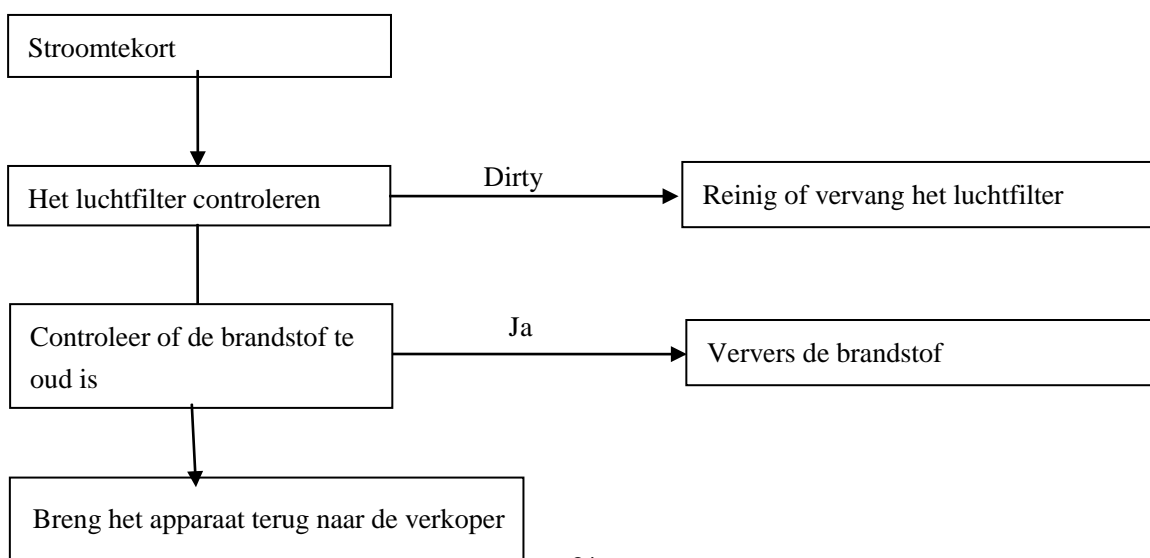 Stroomtekort
Het luchtfilter controleren
Dirty
Reinig of vervang het luchtfilter
Controleer of de brandstof te
oud is
Ja
Ververs de brandstof
Breng het apparaat terug naar de verkoper